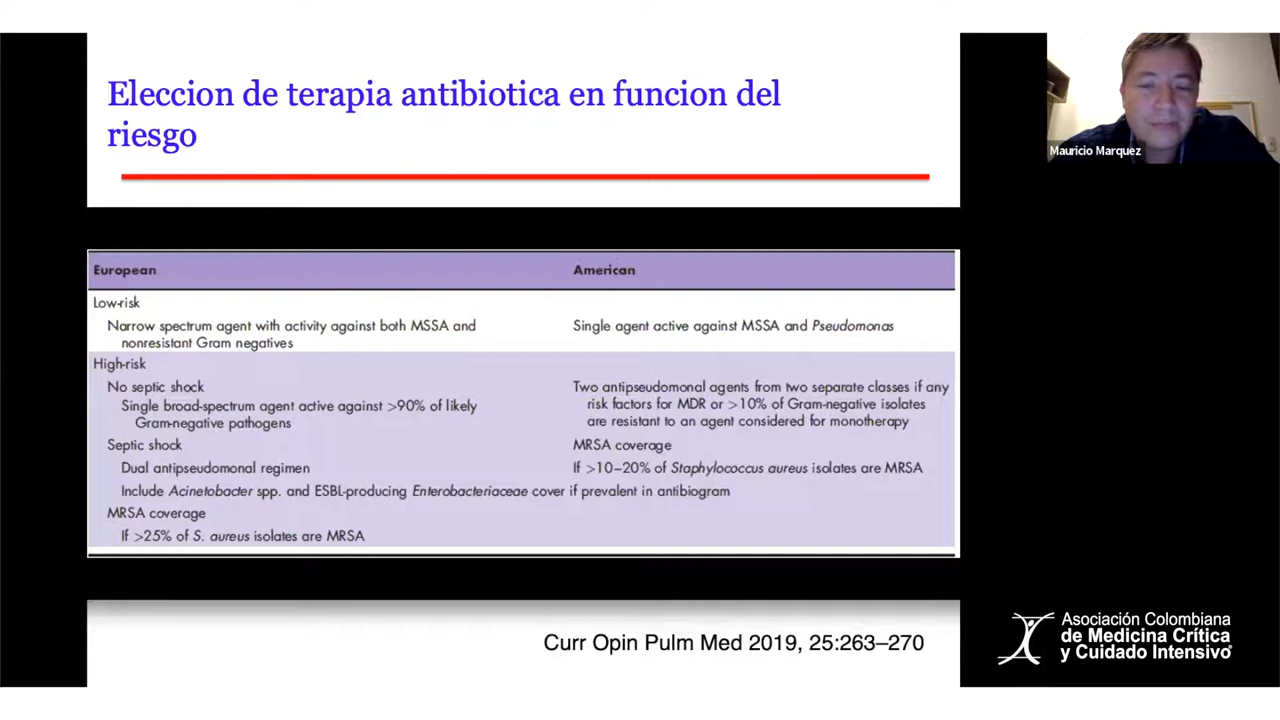 Eleccion de terapia antibiotica en funcion del
riesgo
Mauricio Marquez
European
American
Low-risk
Narrow spectrum agent with activity against both MSSA and
nonresistant Gram negatives
Single agent active against MSSA and Pseudomonas
High-risk
No septic shock
Single broad-spectrum agent active against >90% of likely
Gram-negative pathogens
Two antipseudomonal agents from two separate classes if any
risk factors for MDR or >10% of Gram-negative isolates
are resistant to an agent considered for monotherapy
Septic shock
MRSA coverage
Dual antipseudomonal regimen
If >10–20% of Staphylococcus aureus isolates are MRSA
Include Acinetobacter spp. and ESBL-producing Enterobacteriaceae cover if prevalent in antibiogram
MRSA coverage
If >25% of S. aureus isolates are MRSA
Curr Opin Pulm Med 2019, 25:263–270
Asociación Colombiana
de Medicina Crítica
y Cuidado Intensivo